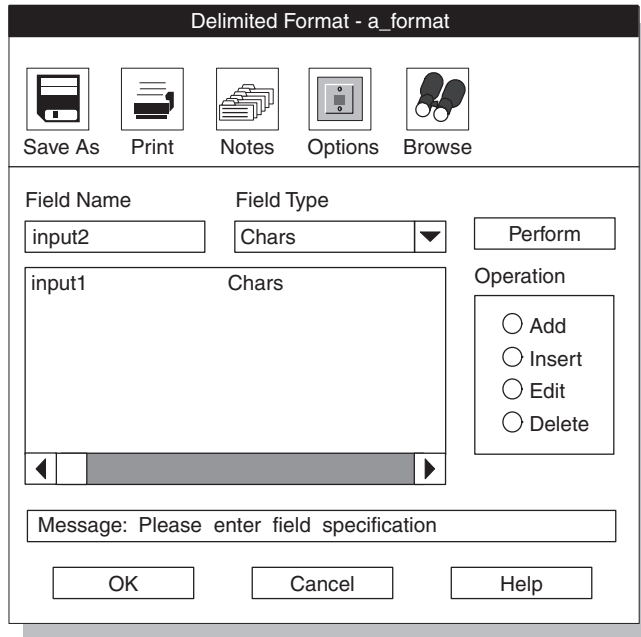 Delimited Format - a_format
Save As Print Notes Options Browse
Field Name Field Type
input2 Chars Perform
input1 Chars Operation
Add
Insert
Edit
Delete
Message: Please enter field specification
OK Cancel Help